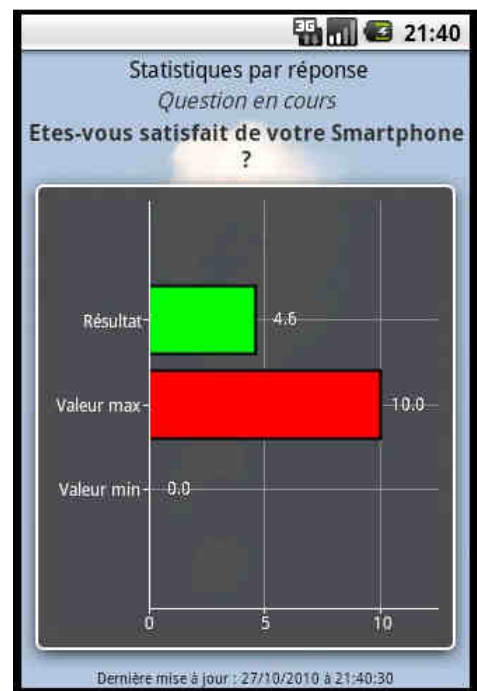 3G 21:40
Statistiques par réponse
Question en cours
Etes-vous satisfait de votre Smartphone
?
Résultat 4.6
Valeur max 10.0
Valeur min 0.0
0 5 10
Dernière mise à jour : 27/10/2010 à 21:40:30